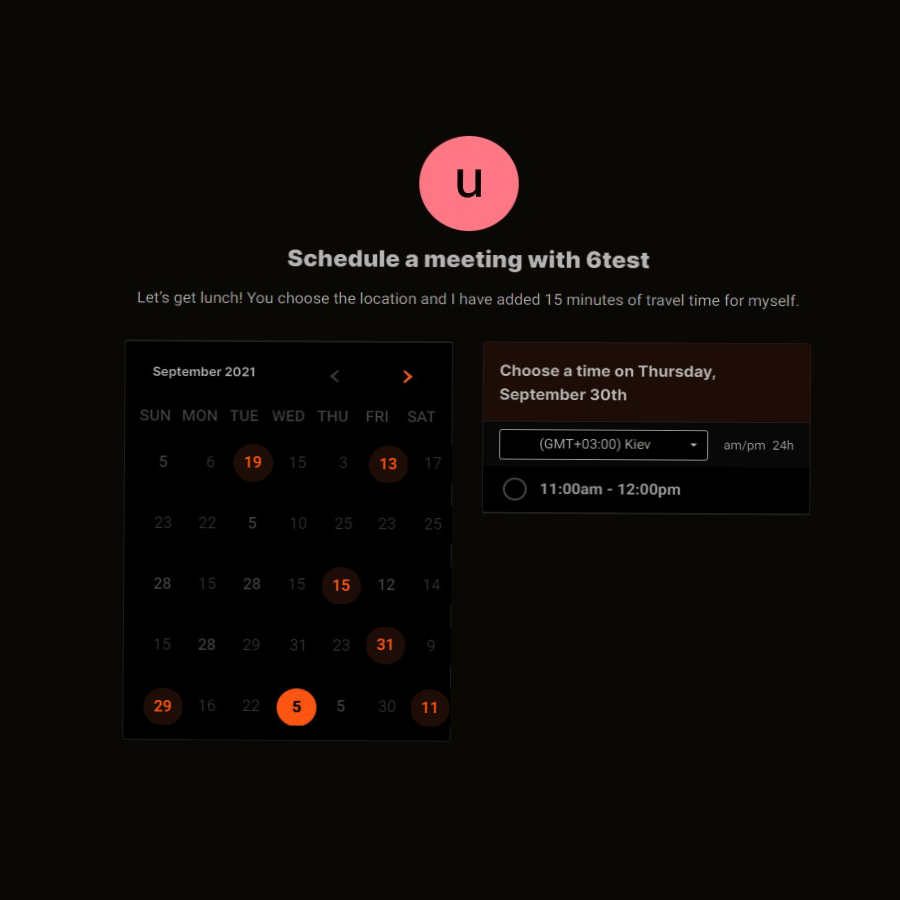 u
Schedule a meeting with 6test
Let's get lunch! You choose the location and I have added 15 minutes of travel time for myself.
September 2021
SUN MON TUE WED THU FRI SAT
5 6 19 15 3 13 17
23 22 5 10 25 23 25
28 15 28 15 15 12 14
15 28 29 31 23 31 9
29 16 22 5 5 30 11
Choose a time on Thursday,
September 30th
(GMT+03:00) Kiev am/pm 24h
11:00am - 12:00pm